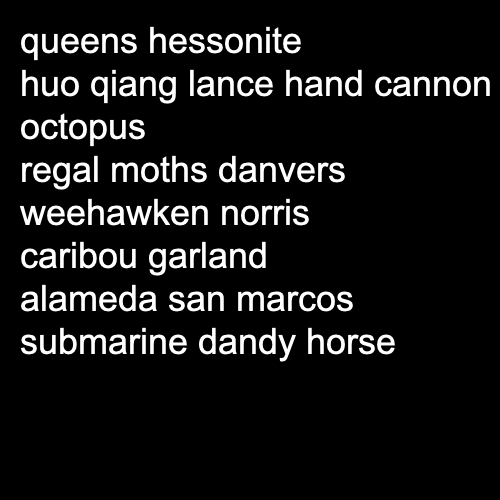 queens hessonite
huo qiang lance hand cannon
octopus
regal moths danvers
weehawken norris
caribou garland
alameda san marcos
submarine dandy horse